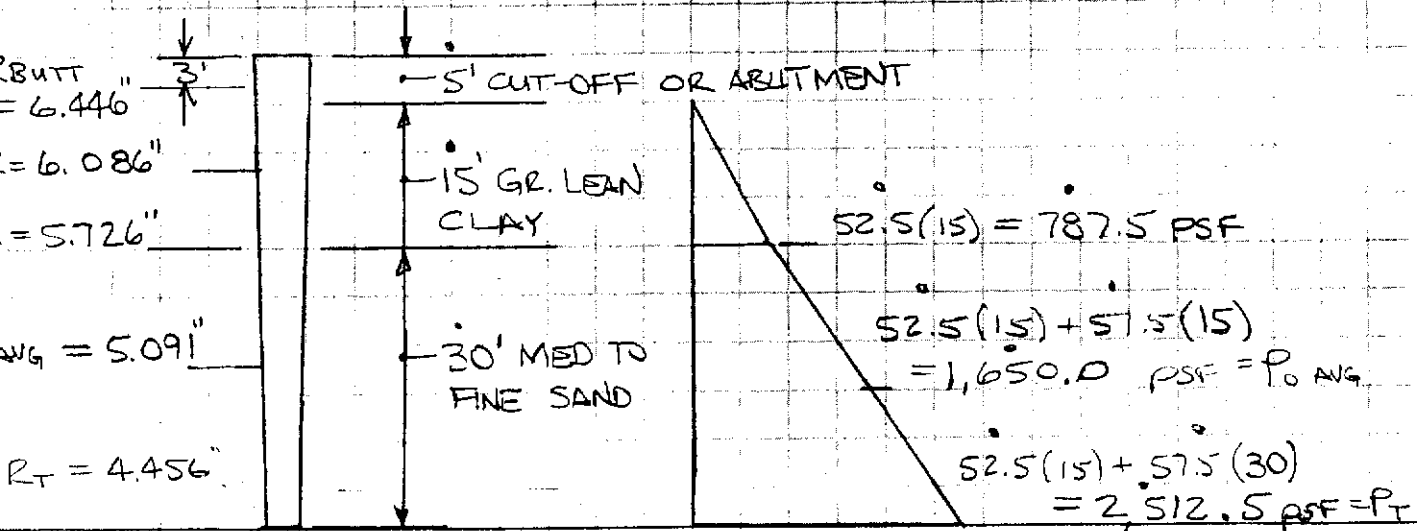 RBUTT
= 6.446"
3'
5' CUT-OFF OR ABUTMENT
= 6.086"
15' GR. LEAN
CLAY
= 5.726"
52.5(15) = 787.5 PSF
52.5(15) + 57.5(15)
= 1,650.0 PSF = Po AVG
AVG = 5.091"
30' MED TO
FINE SAND
RT = 4.456"
52.5(15) + 57.5(30)
= 2,512.5 PSF = PT